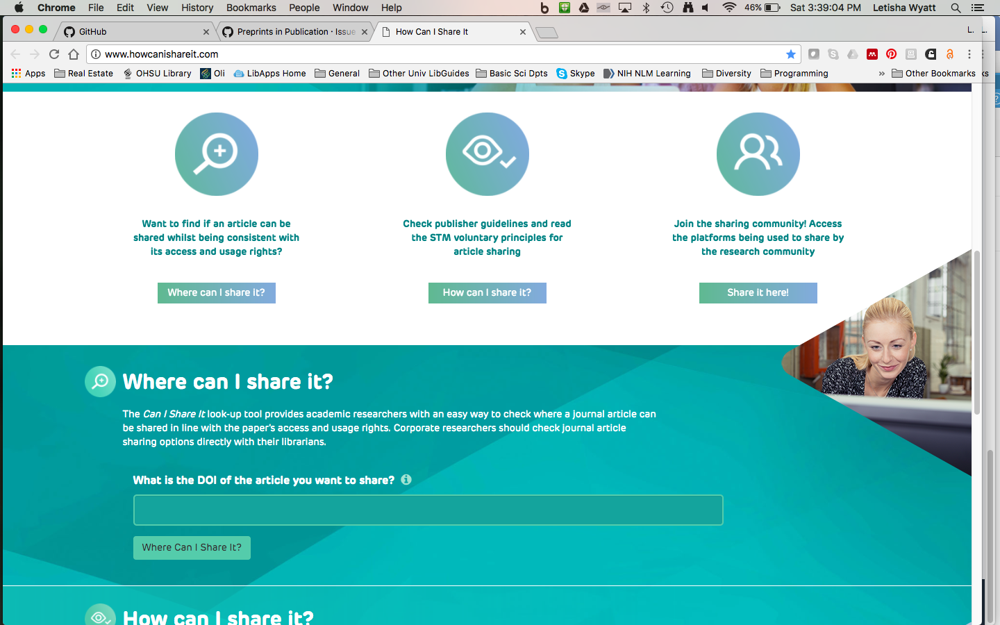 Chrome File Edit View History Bookmarks People Window Help 46% Sat 3:39:04 PM Letisha Wyatt
GitHub Preprints in Publication · Issue How Can I Share It L. L.
www.howcanishareit.com
Apps Real Estate OHSU Library Oli LibApps Home General Other Univ LibGuides Basic Sci Dpts Skype NIH NLM Learning Diversity Programming » Other Bookmarks ks
Want to find if an article can be
shared whilst being consistent with
its access and usage rights?
Where can I share it?
Check publisher guidelines and read
the STM voluntary principles for
article sharing
How can I share it?
Join the sharing community! Access
the platforms being used to share by
the research community
Share it here!
Where can I share it?
The Can I Share It look-up tool provides academic researchers with an easy way to check where a journal article can
be shared in line with the paper's access and usage rights. Corporate researchers should check journal article
sharing options directly with their librarians.
What is the DOI of the article you want to share?
Where Can I Share It?
How can I share it?